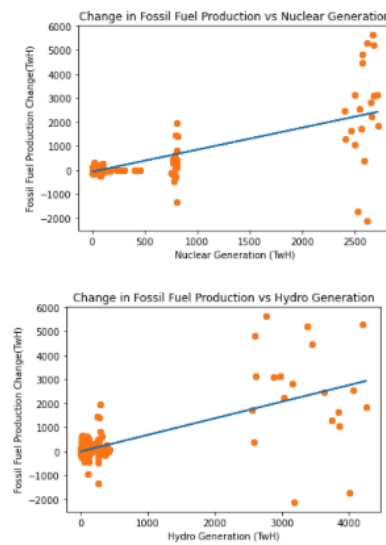 Change in Fossil Fuel Production vs Nuclear Generation
6000
5000
4000
3000
2000
1000
0
−1000
−2000
Fossil Fuel Production Change(TwH)
0 500 1000 1500 2000 2500
Nuclear Generation (TwH)
Change in Fossil Fuel Production vs Hydro Generation
6000
5000
4000
3000
2000
1000
0
−1000
−2000
Fossil Fuel Production Change(TwH)
0 1000 2000 3000 4000
Hydro Generation (TwH)